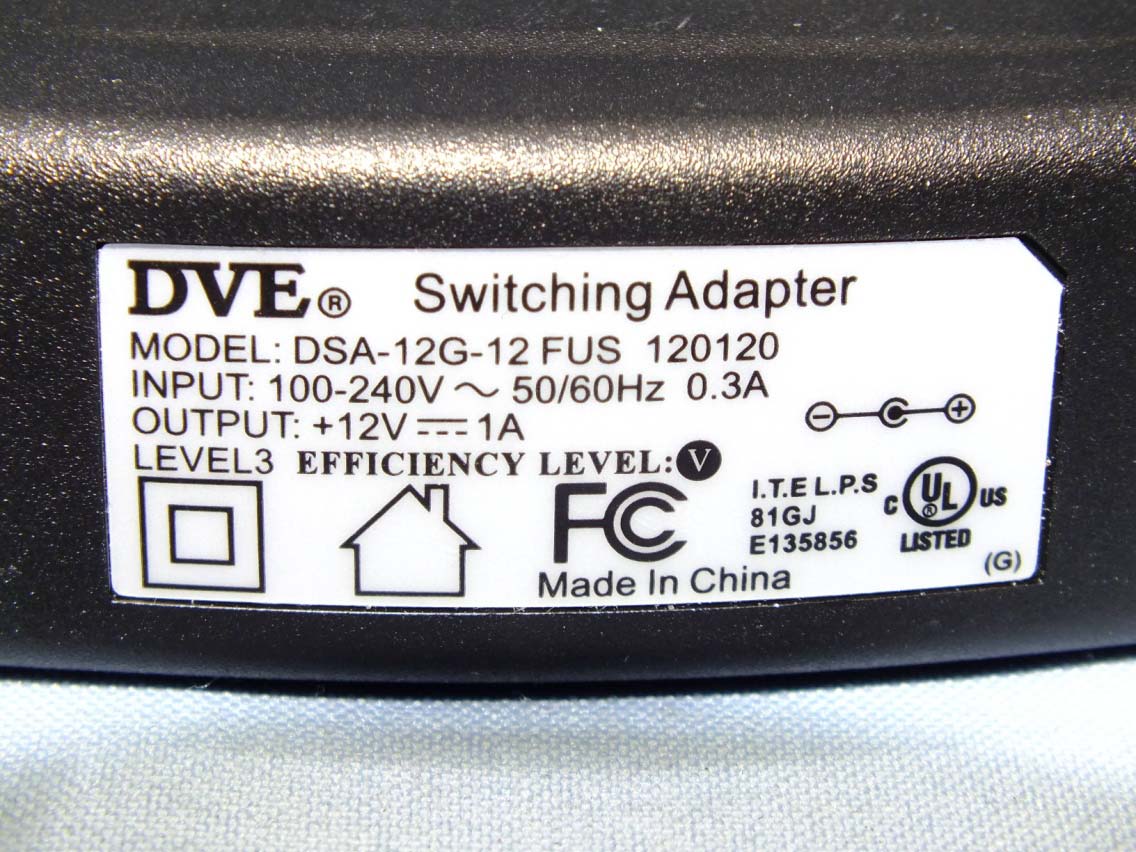 DVE® Switching Adapter
MODEL: DSA-12G-12 FUS 120120
INPUT: 100-240V ~ 50/60Hz 0.3A
OUTPUT: +12V ⎓ 1A
LEVEL3 EFFICIENCY LEVEL: V
FC
I.T.E L.P.S
81GJ
E135856
C UL® US
LISTED
Made In China
(G)